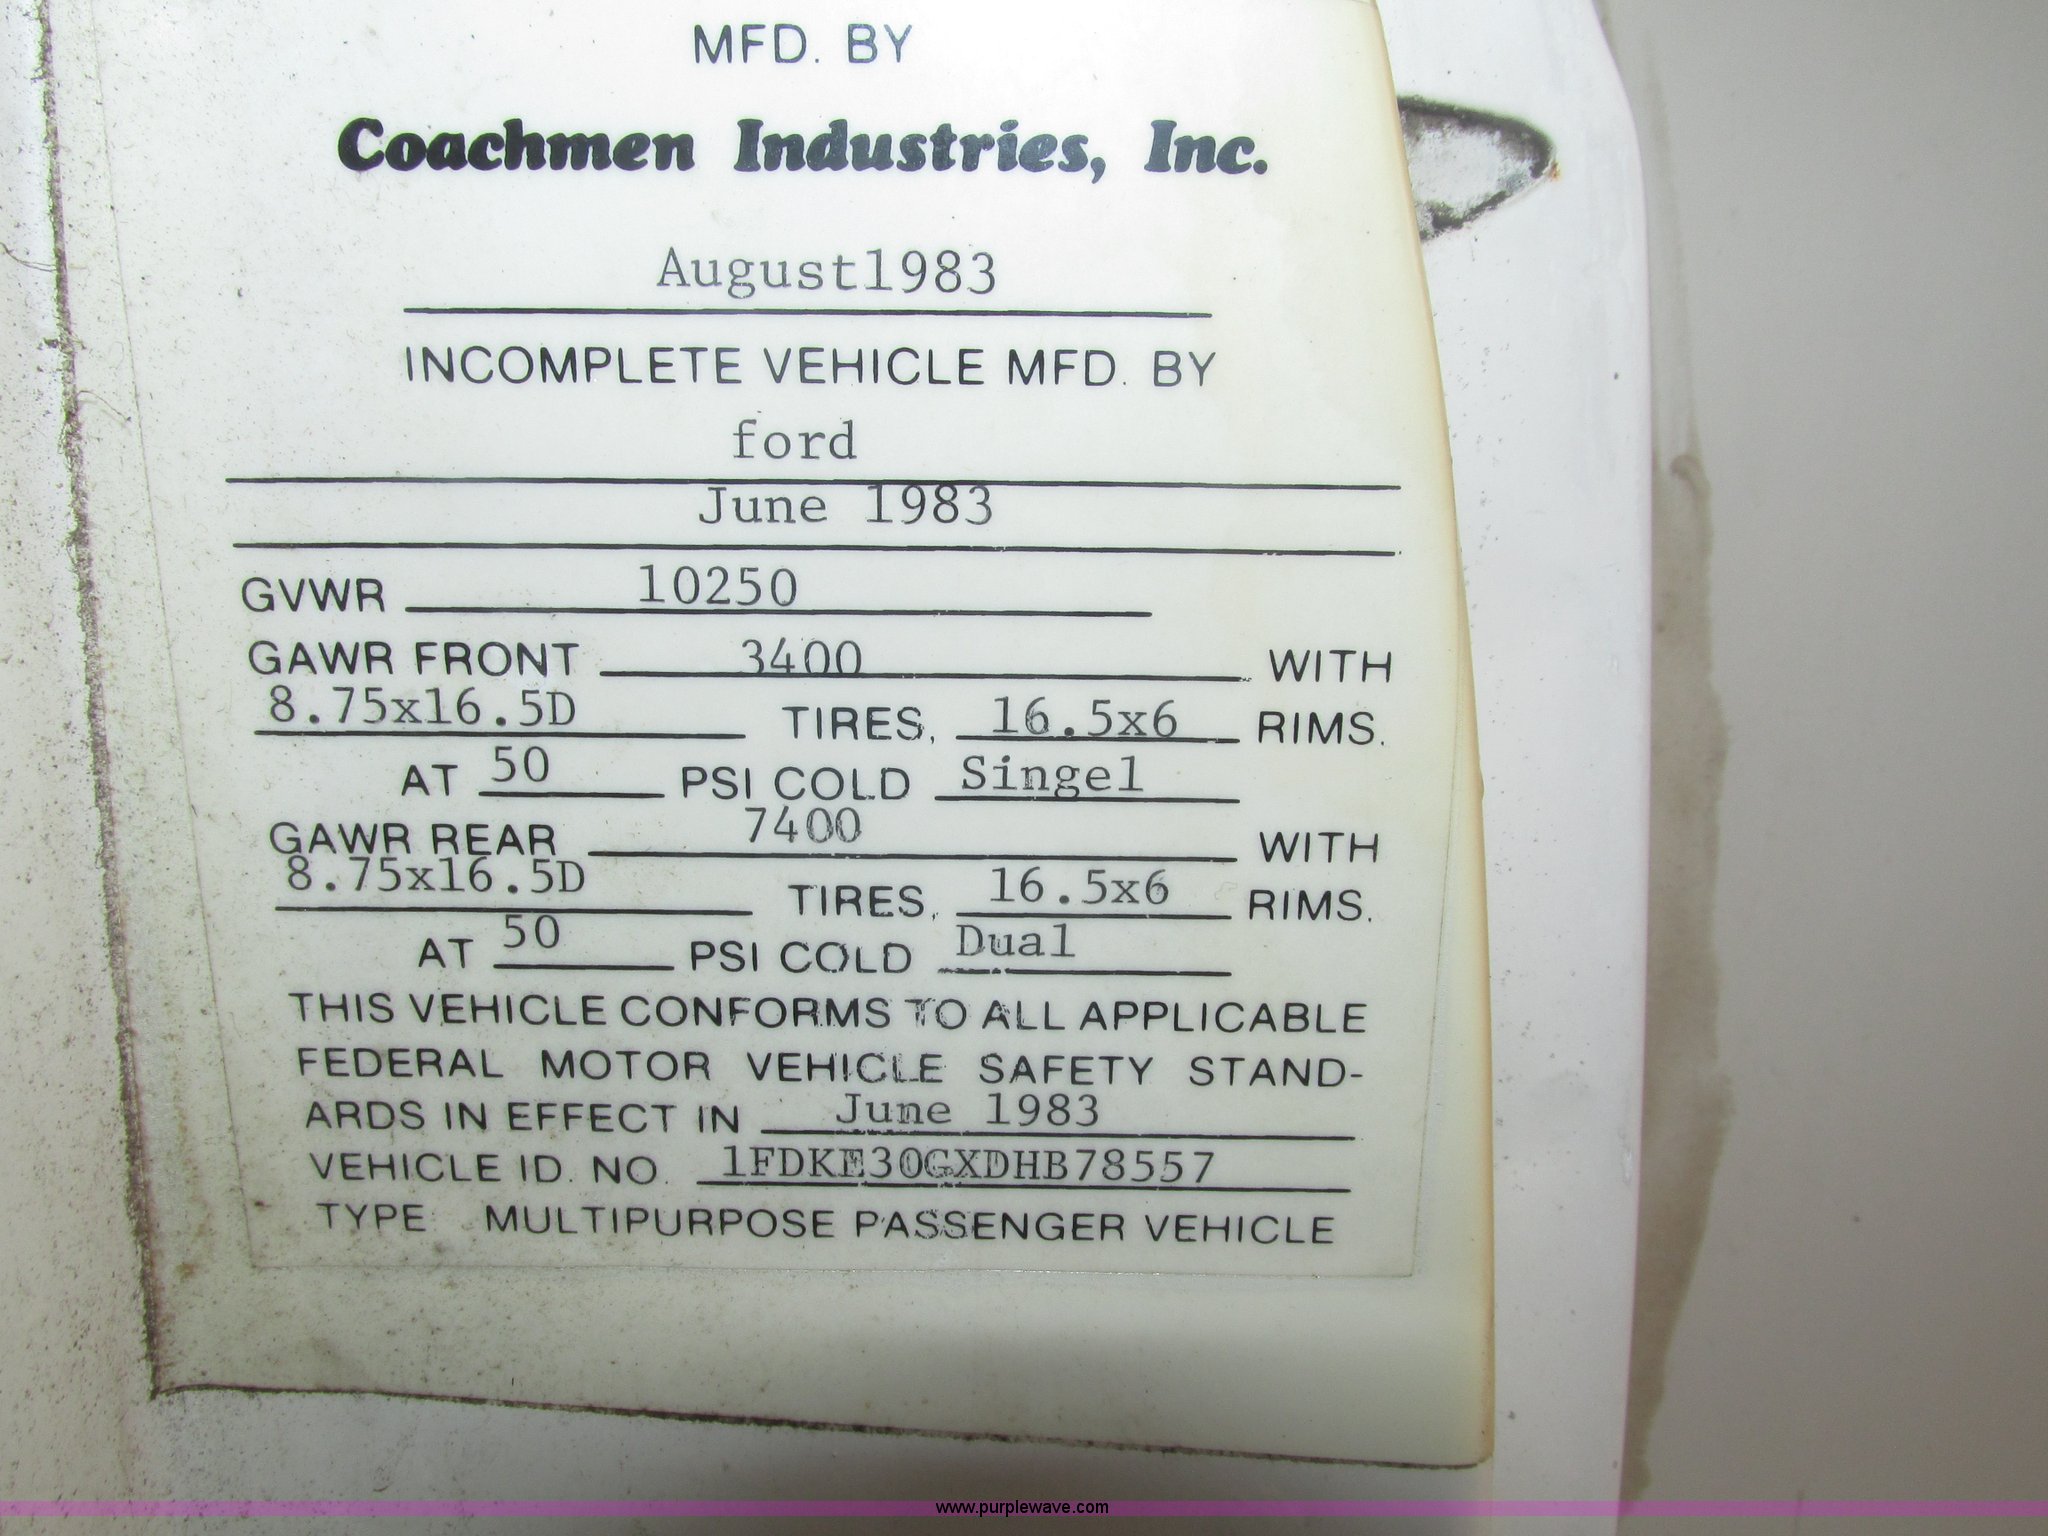 MFD. BY
Coachmen Industries, Inc.
August1983
INCOMPLETE VEHICLE MFD. BY
ford
June 1983
GVWR 10250
GAWR FRONT 3400 WITH
8.75x16.5D TIRES, 16.5x6 RIMS.
AT 50 PSI COLD Singel
GAWR REAR 7400 WITH
8.75x16.5D TIRES, 16.5x6 RIMS.
AT 50 PSI COLD Dual
THIS VEHICLE CONFORMS TO ALL APPLICABLE
FEDERAL MOTOR VEHICLE SAFETY STAND-
ARDS IN EFFECT IN June 1983
VEHICLE ID. NO. 1FDKE30GXDHB78557
TYPE MULTIPURPOSE PASSENGER VEHICLE
www.purplewave.com